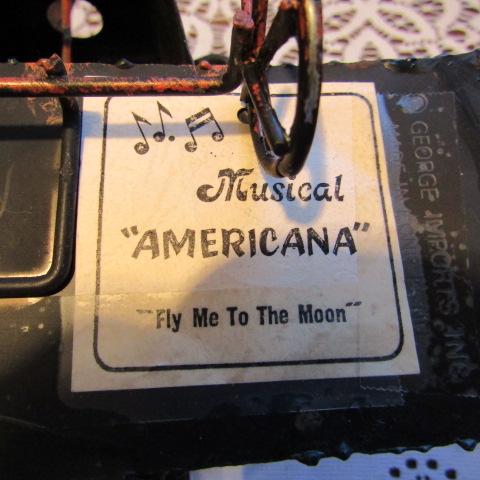 Musical
"AMERICANA"
"Fly Me To The Moon"
GEORGE IMPORTS INC